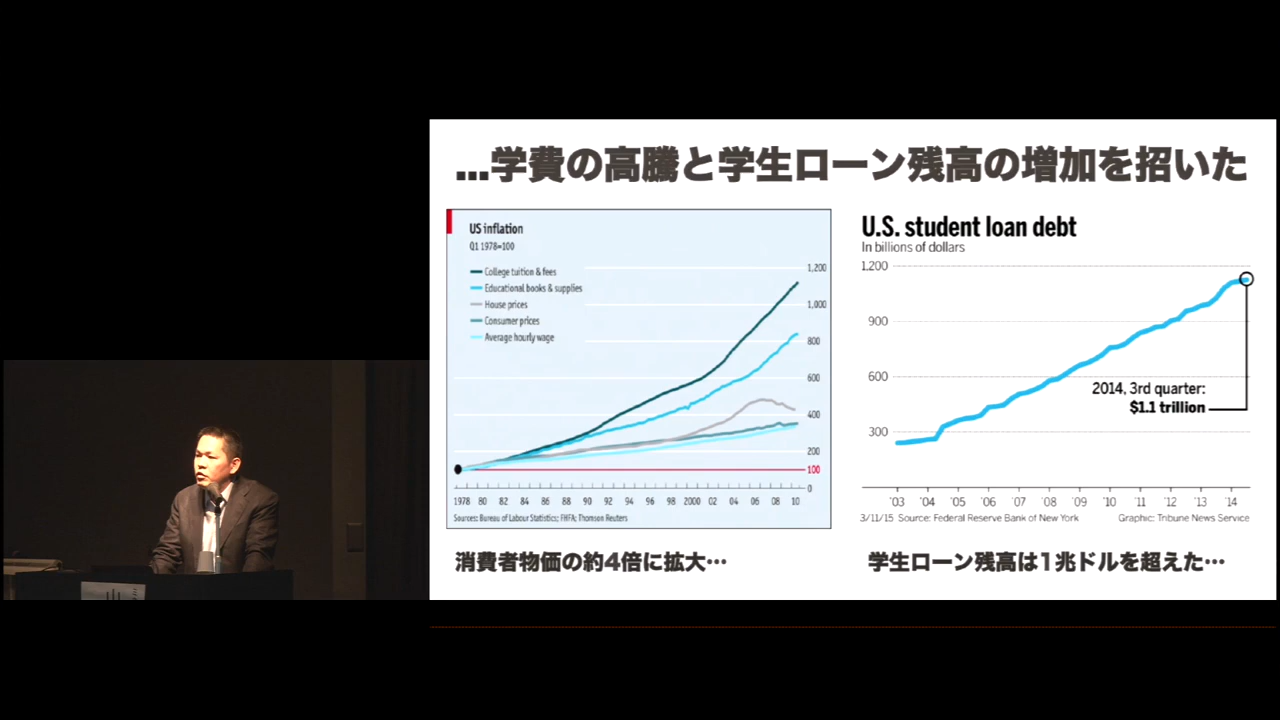 ...学費の高騰と学生ローン残高の増加を招いた
US inflation
Q1 1978=100
College tuition & fees
Educational books & supplies
House prices
Consumer prices
Average hourly wage
1,200
1,000
800
600
400
200
100
0
1978 80 82 84 86 88 90 92 94 96 98 2000 02 04 06 08 10
Sources: Bureau of Labour Statistics; FHFA; Thomson Reuters
消費者物価の約4倍に拡大…
U.S. student loan debt
In billions of dollars
1,200
900
600
300
2014, 3rd quarter:
$1.1 trillion
'03 '04 '05 '06 '07 '08 '09 '10 '11 '12 '13 '14
3/11/15 Source: Federal Reserve Bank of New York Graphic: Tribune News Service
学生ローン残高は1兆ドルを超えた…